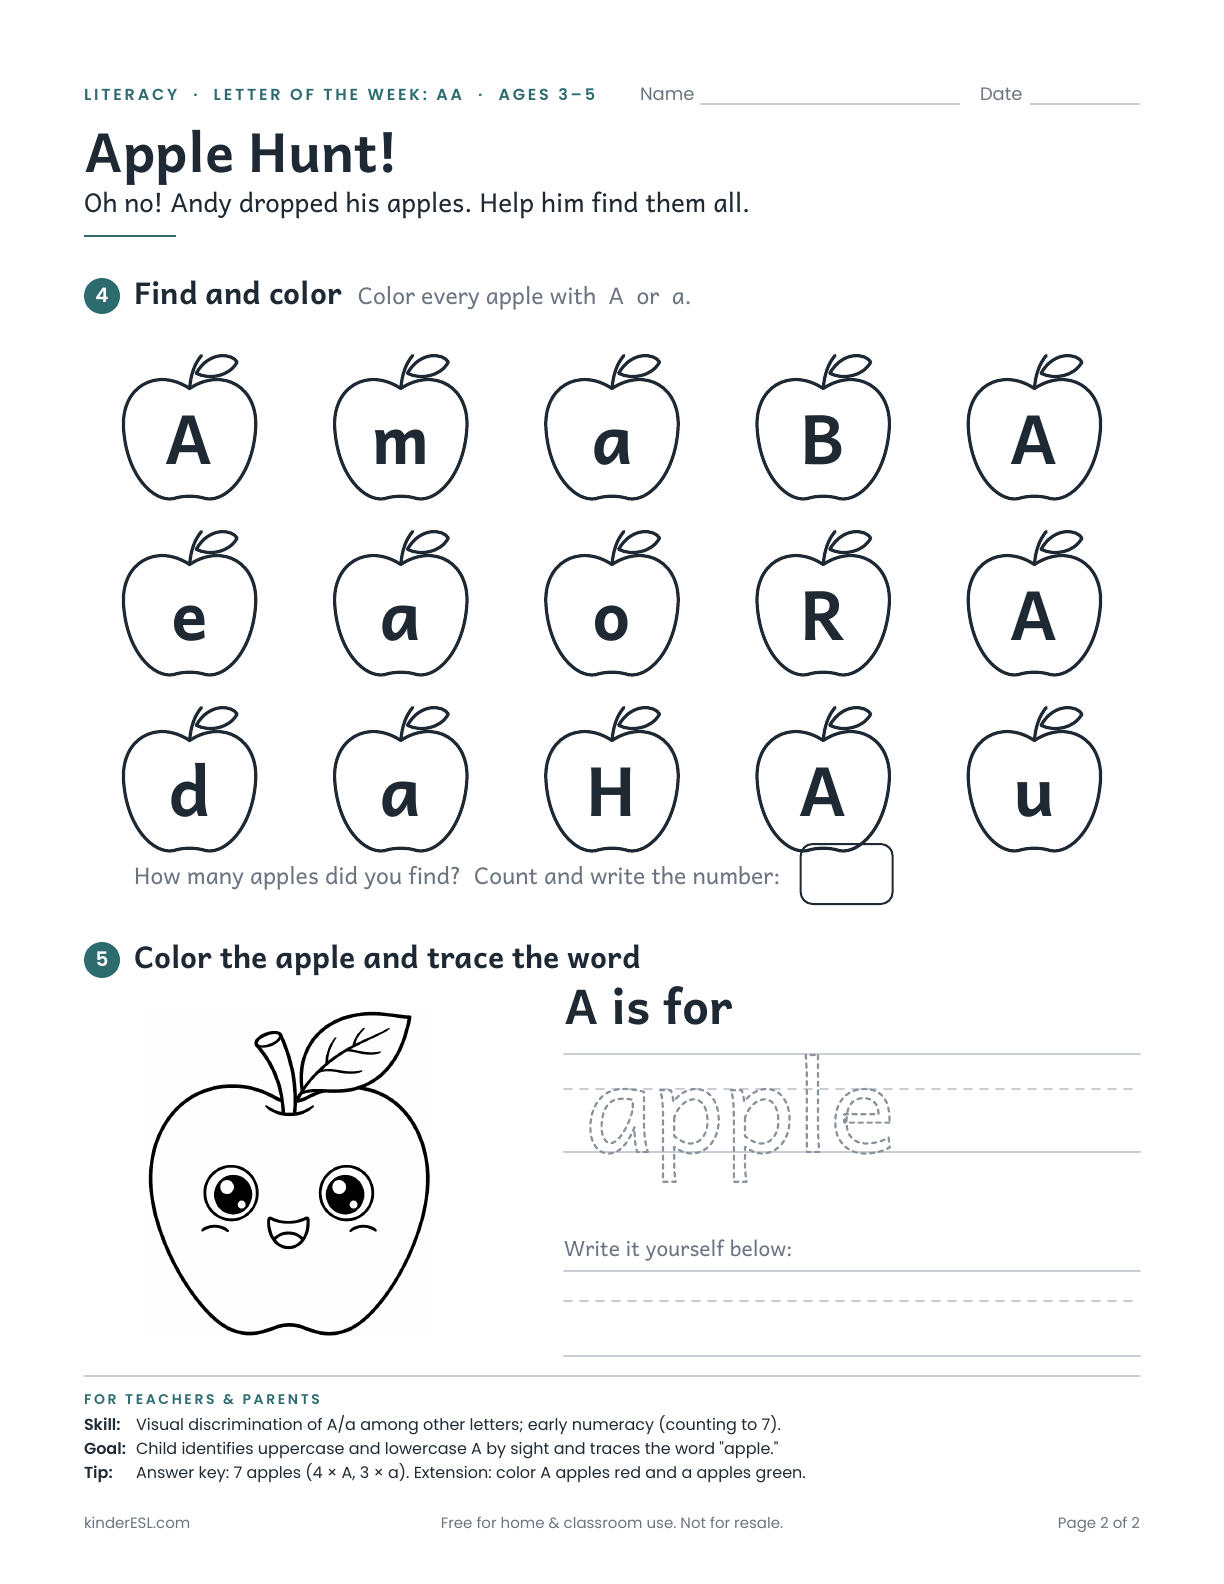 LITERACY · LETTER OF THE WEEK: AA · AGES 3–5 Name Date
Apple Hunt!
Oh no! Andy dropped his apples. Help him find them all.
4 Find and color Color every apple with A or a.
A m a B A
e a o R A
d a H A u
How many apples did you find? Count and write the number:
5 Color the apple and trace the word
A is for
apple
Write it yourself below:
FOR TEACHERS & PARENTS
Skill: Visual discrimination of A/a among other letters; early numeracy (counting to 7).
Goal: Child identifies uppercase and lowercase A by sight and traces the word "apple."
Tip: Answer key: 7 apples (4 × A, 3 × a). Extension: color A apples red and a apples green.
kinderESL.com Free for home & classroom use. Not for resale. Page 2 of 2